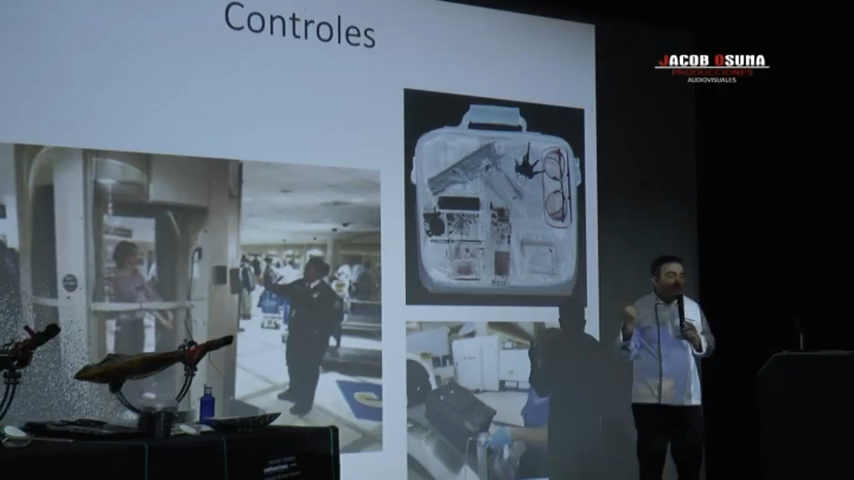 Controles
JACOB OSUNA
PRODUCCIONES
AUDIOVISUALES